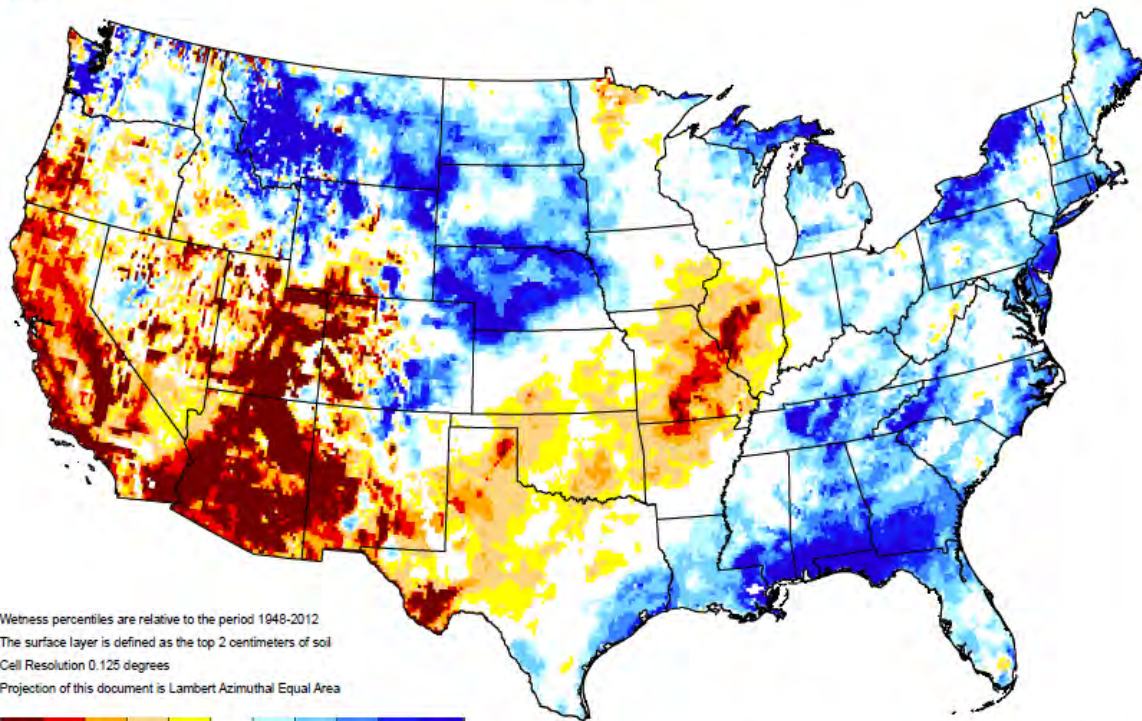 Wetness percentiles are relative to the period 1948-2012
The surface layer is defined as the top 2 centimeters of soil
Cell Resolution 0.125 degrees
Projection of this document is Lambert Azimuthal Equal Area